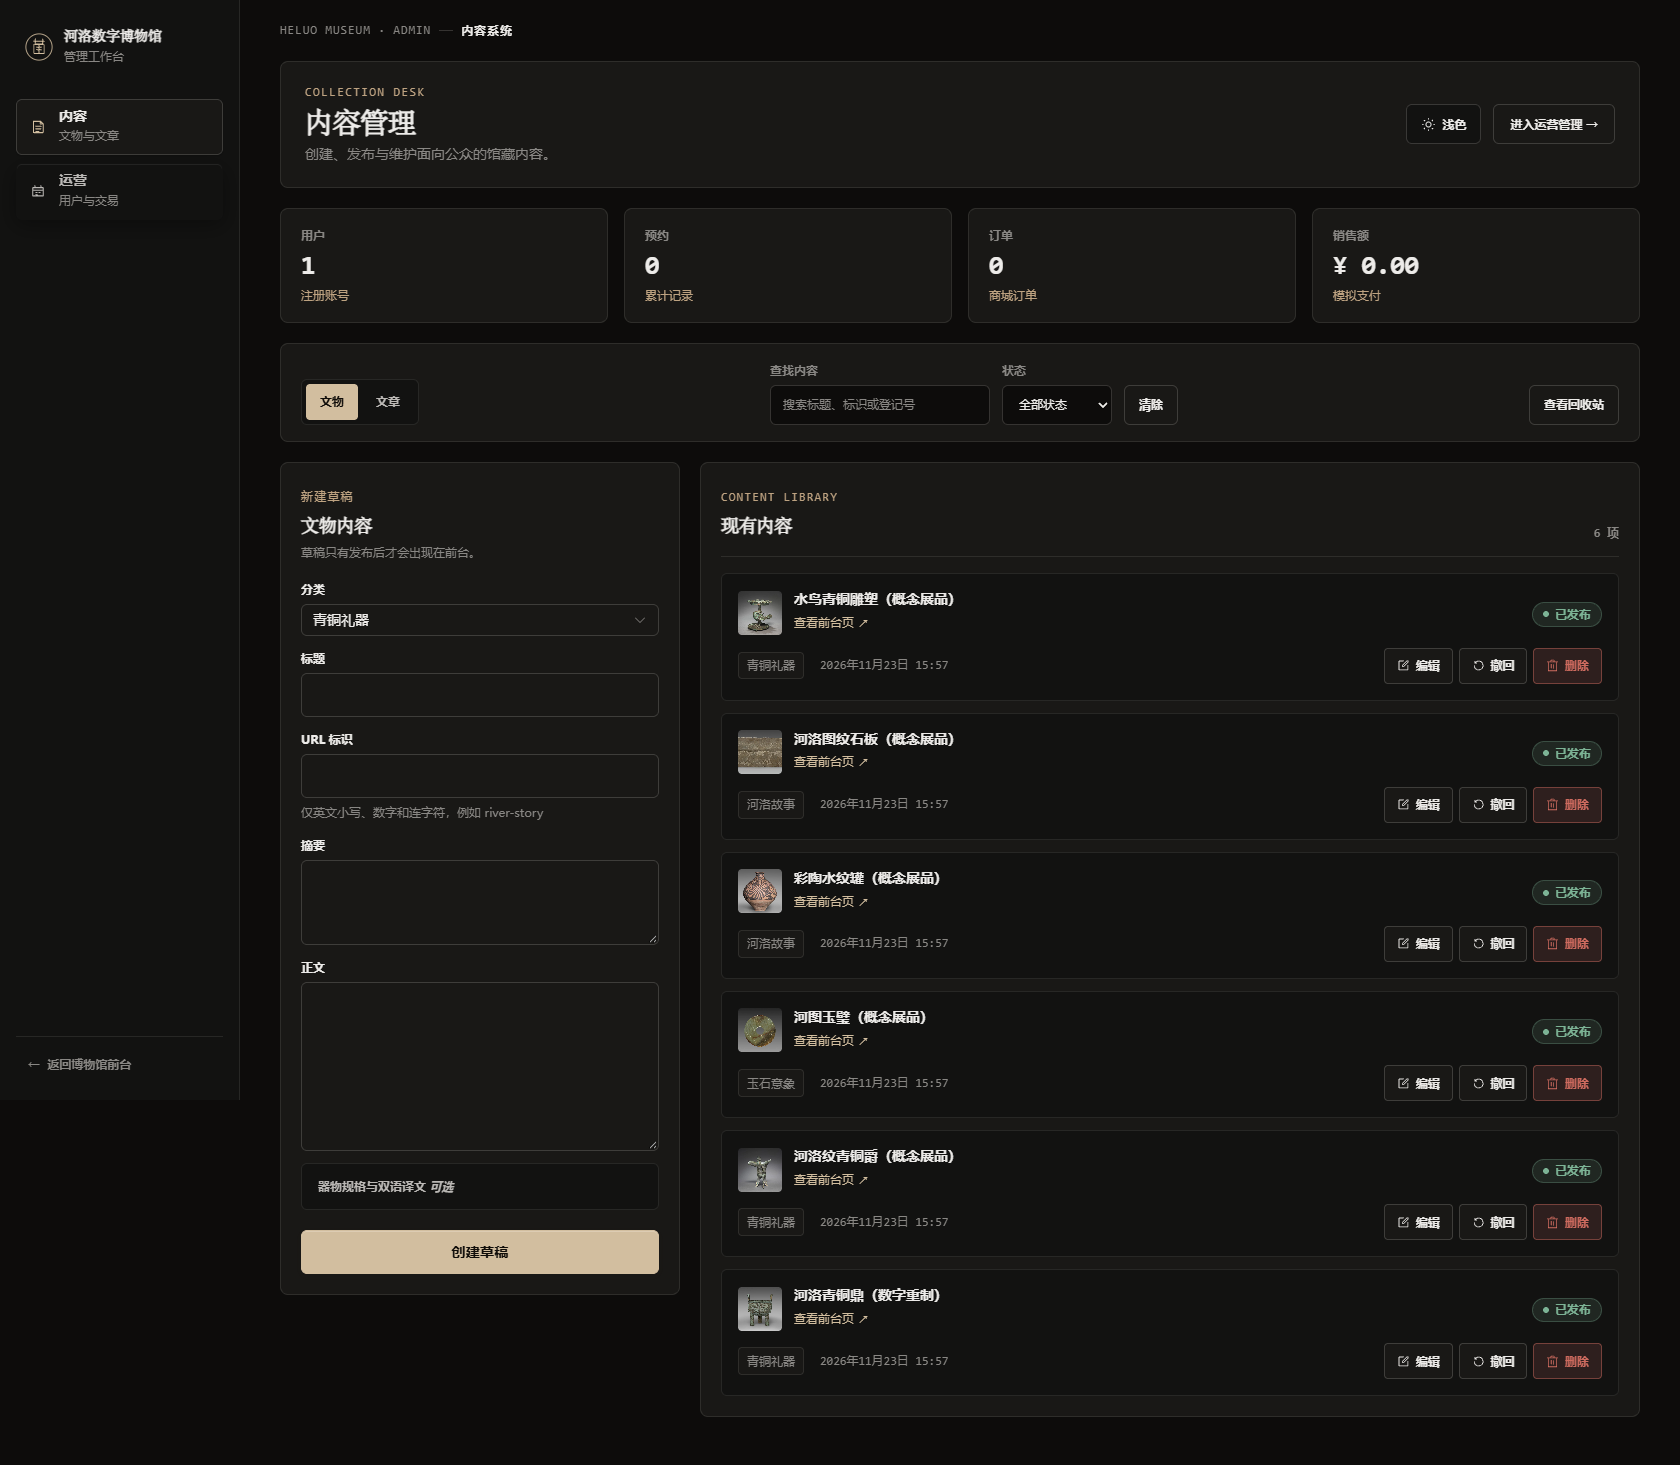 河洛数字博物馆
管理工作台
内容
文物与文章
运营
用户与交易
← 返回博物馆前台
HELUO MUSEUM · ADMIN — 内容系统
COLLECTION DESK
内容管理
创建、发布与维护面向公众的馆藏内容。
浅色
进入运营管理 →
用户
1
注册账号
预约
0
累计记录
订单
0
商城订单
销售额
¥ 0.00
模拟支付
文物
文章
查找内容
搜索标题、标识或登记号
状态
全部状态
清除
查看回收站
新建草稿
文物内容
草稿只有发布后才会出现在前台。
分类
青铜礼器
标题
URL 标识
仅英文小写、数字和连字符，例如 river-story
摘要
正文
器物规格与双语译文 可选
创建草稿
CONTENT LIBRARY
现有内容
6 项
水鸟青铜雕塑（概念展品）
查看前台页 ↗
已发布
青铜礼器
2026年11月23日 15:57
编辑
撤回
删除
河洛图纹石板（概念展品）
查看前台页 ↗
已发布
河洛故事
2026年11月23日 15:57
编辑
撤回
删除
彩陶水纹罐（概念展品）
查看前台页 ↗
已发布
河洛故事
2026年11月23日 15:57
编辑
撤回
删除
河图玉璧（概念展品）
查看前台页 ↗
已发布
玉石意象
2026年11月23日 15:57
编辑
撤回
删除
河洛纹青铜爵（概念展品）
查看前台页 ↗
已发布
青铜礼器
2026年11月23日 15:57
编辑
撤回
删除
河洛青铜鼎（数字重制）
查看前台页 ↗
已发布
青铜礼器
2026年11月23日 15:57
编辑
撤回
删除